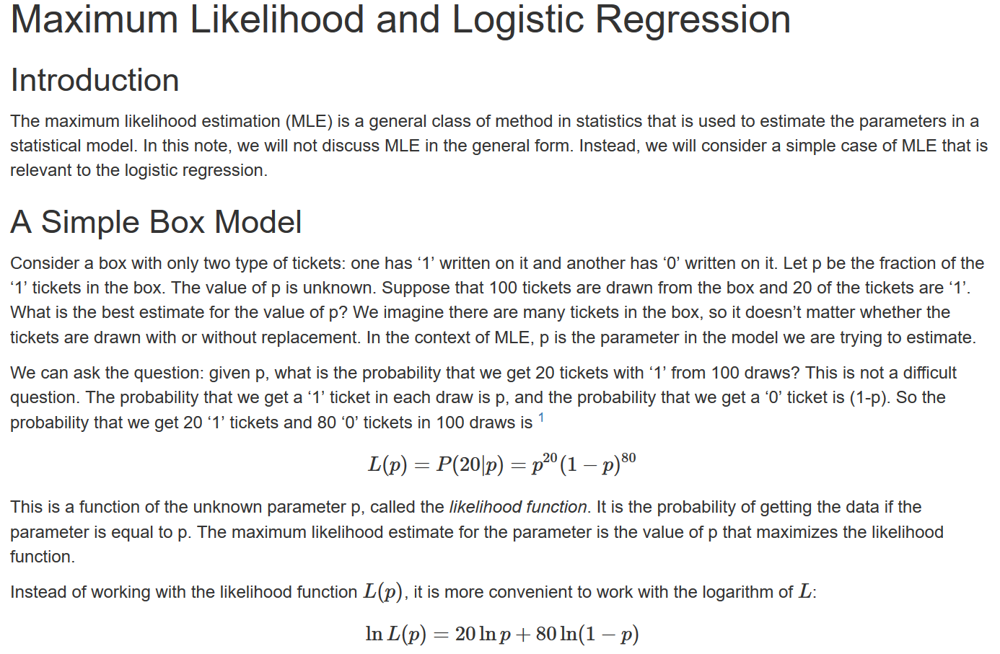 Maximum Likelihood and Logistic Regression
Introduction
The maximum likelihood estimation (MLE) is a general class of method in statistics that is used to estimate the parameters in a
statistical model. In this note, we will not discuss MLE in the general form. Instead, we will consider a simple case of MLE that is
relevant to the logistic regression.
A Simple Box Model
Consider a box with only two type of tickets: one has ‘1’ written on it and another has ‘0’ written on it. Let p be the fraction of the
‘1’ tickets in the box. The value of p is unknown. Suppose that 100 tickets are drawn from the box and 20 of the tickets are ‘1’.
What is the best estimate for the value of p? We imagine there are many tickets in the box, so it doesn’t matter whether the
tickets are drawn with or without replacement. In the context of MLE, p is the parameter in the model we are trying to estimate.
We can ask the question: given p, what is the probability that we get 20 tickets with ‘1’ from 100 draws? This is not a difficult
question. The probability that we get a ‘1’ ticket in each draw is p, and the probability that we get a ‘0’ ticket is (1-p). So the
probability that we get 20 ‘1’ tickets and 80 ‘0’ tickets in 100 draws is ¹
L(p) = P(20|p) = p²⁰(1 − p)⁸⁰
This is a function of the unknown parameter p, called the likelihood function. It is the probability of getting the data if the
parameter is equal to p. The maximum likelihood estimate for the parameter is the value of p that maximizes the likelihood
function.
Instead of working with the likelihood function L(p), it is more convenient to work with the logarithm of L:
ln L(p) = 20 ln p + 80 ln(1 − p)